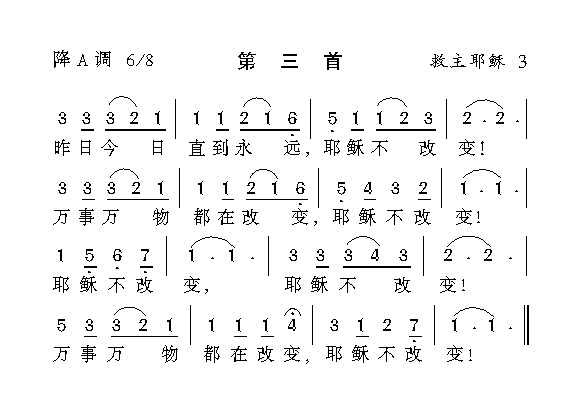 降A调 6/8 第三首 救主耶稣 3
3 3 3 2 1 | 1 1 2 1 6 | 5 1 1 2 3 | 2· 2· |
昨日今 日 直到永 远，耶稣不 改 变！
3 3 3 2 1 | 1 1 2 1 6 | 5 4 3 2 | 1· 1· |
万事万 物 都在改 变，耶稣不改变！
1 5 6 7 | 1· 1· | 3 3 3 4 3 | 2· 2· |
耶稣不改 变， 耶稣不 改 变！
5 3 3 2 1 | 1 1 1 4 | 3 1 2 7 | 1· 1· ‖
万事万 物 都在改变，耶稣不改 变！